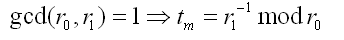 gcd(r₀, r₁) = 1 ⇒ tₘ = r₁⁻¹ mod r₀